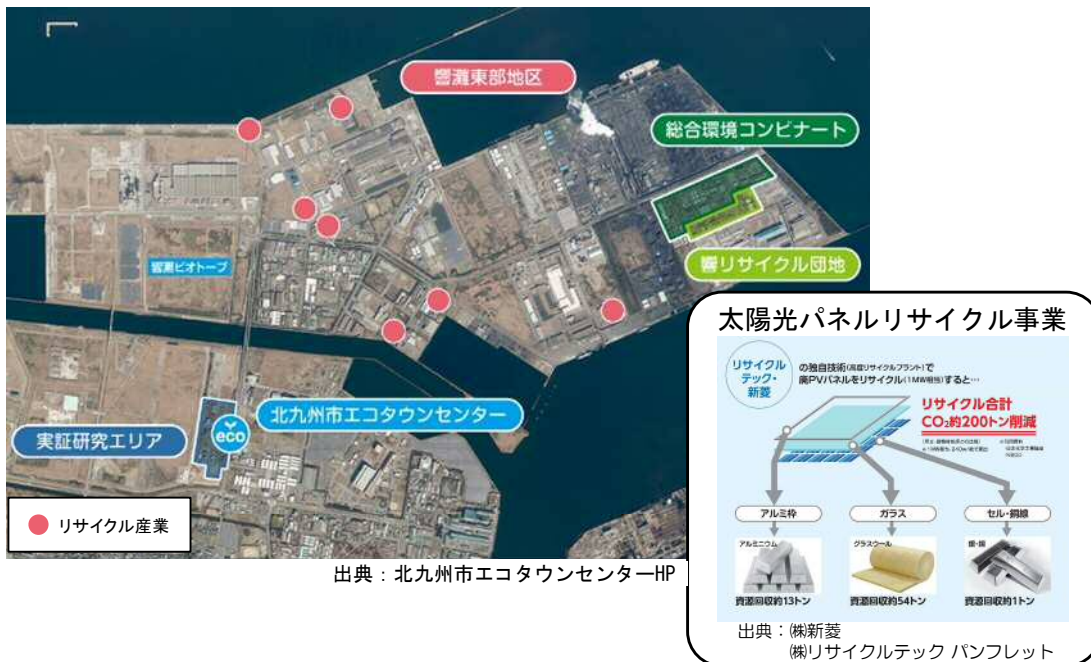 響灘東部地区
総合環境コンビナート
響リサイクル団地
響灘ビオトープ
北九州市エコタウンセンター
eco
実証研究エリア
リサイクル産業
出典：北九州市エコタウンセンターHP
太陽光パネルリサイクル事業
リサイクル
テック・
新菱
の独自技術(高度リサイクルプラント)で
廃PVパネルをリサイクル(1MW相当)すると…
リサイクル合計
CO₂約200トン削減
アルミ枠
ガラス
セル・銅線
アルミニウム
グラスウール
銀・銅
資源回収約13トン
資源回収約54トン
資源回収約1トン
出典：㈱新菱
㈱リサイクルテック パンフレット